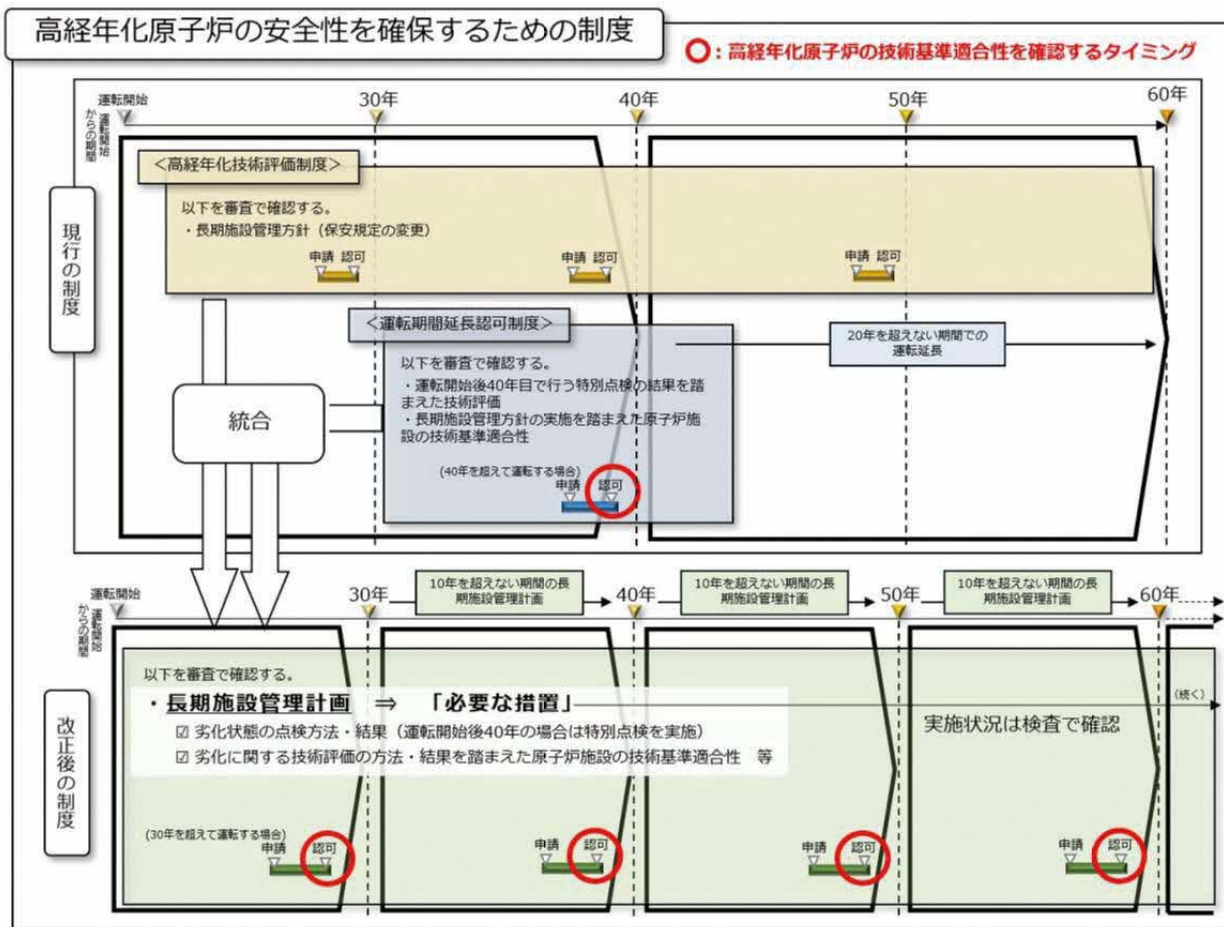 高経年化原子炉の安全性を確保するための制度
○：高経年化原子炉の技術基準適合性を確認するタイミング
運転開始
30年
40年
50年
60年
運転開始
からの期間
現行の制度
＜高経年化技術評価制度＞
以下を審査で確認する。
・長期施設管理方針（保安規定の変更）
申請 認可
申請 認可
申請 認可
＜運転期間延長認可制度＞
以下を審査で確認する。
・運転開始後40年目で行う特別点検の結果を踏
まえた技術評価
・長期施設管理方針の実施を踏まえた原子炉施
設の技術基準適合性
(40年を超えて運転する場合)
申請 認可
20年を超えない期間での
運転延長
統合
運転開始
30年
10年を超えない期間の長
期施設管理計画
40年
10年を超えない期間の長
期施設管理計画
50年
10年を超えない期間の長
期施設管理計画
60年
運転開始
からの期間
改正後の制度
以下を審査で確認する。
・長期施設管理計画 ⇒ 「必要な措置」
(続く)
☑ 劣化状態の点検方法・結果（運転開始後40年の場合は特別点検を実施）
☑ 劣化に関する技術評価の方法・結果を踏まえた原子炉施設の技術基準適合性 等
実施状況は検査で確認
(30年を超えて運転する場合)
申請 認可
申請 認可
申請 認可
申請 認可